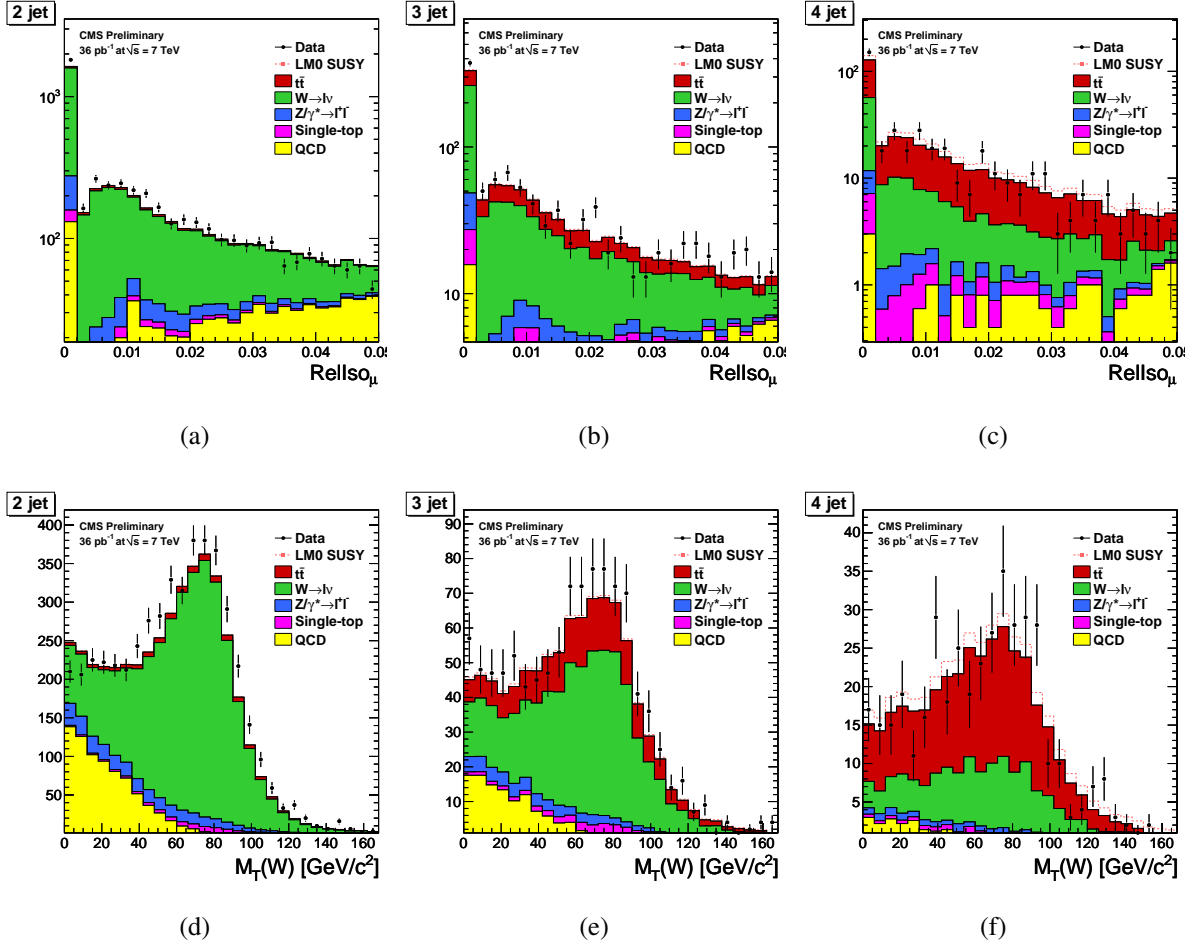 2 jet
CMS Preliminary
36 pb⁻¹ at √s = 7 TeV
Data
LM0 SUSY
tt̄
W→lν
Z/γ*→l⁺l⁻
Single-top
QCD
10³
10²
0 0.01 0.02 0.03 0.04 0.05
RelIso_μ
(a)
3 jet
CMS Preliminary
36 pb⁻¹ at √s = 7 TeV
Data
LM0 SUSY
tt̄
W→lν
Z/γ*→l⁺l⁻
Single-top
QCD
10²
10
0 0.01 0.02 0.03 0.04 0.05
RelIso_μ
(b)
4 jet
CMS Preliminary
36 pb⁻¹ at √s = 7 TeV
Data
LM0 SUSY
tt̄
W→lν
Z/γ*→l⁺l⁻
Single-top
QCD
10²
10
1
0 0.01 0.02 0.03 0.04 0.05
RelIso_μ
(c)
2 jet
CMS Preliminary
36 pb⁻¹ at √s = 7 TeV
Data
LM0 SUSY
tt̄
W→lν
Z/γ*→l⁺l⁻
Single-top
QCD
400
350
300
250
200
150
100
50
0 20 40 60 80 100 120 140 160
M_T(W) [GeV/c²]
(d)
3 jet
CMS Preliminary
36 pb⁻¹ at √s = 7 TeV
Data
LM0 SUSY
tt̄
W→lν
Z/γ*→l⁺l⁻
Single-top
QCD
90
80
70
60
50
40
30
20
10
0 20 40 60 80 100 120 140 160
M_T(W) [GeV/c²]
(e)
4 jet
CMS Preliminary
36 pb⁻¹ at √s = 7 TeV
Data
LM0 SUSY
tt̄
W→lν
Z/γ*→l⁺l⁻
Single-top
QCD
40
35
30
25
20
15
10
5
0 20 40 60 80 100 120 140 160
M_T(W) [GeV/c²]
(f)